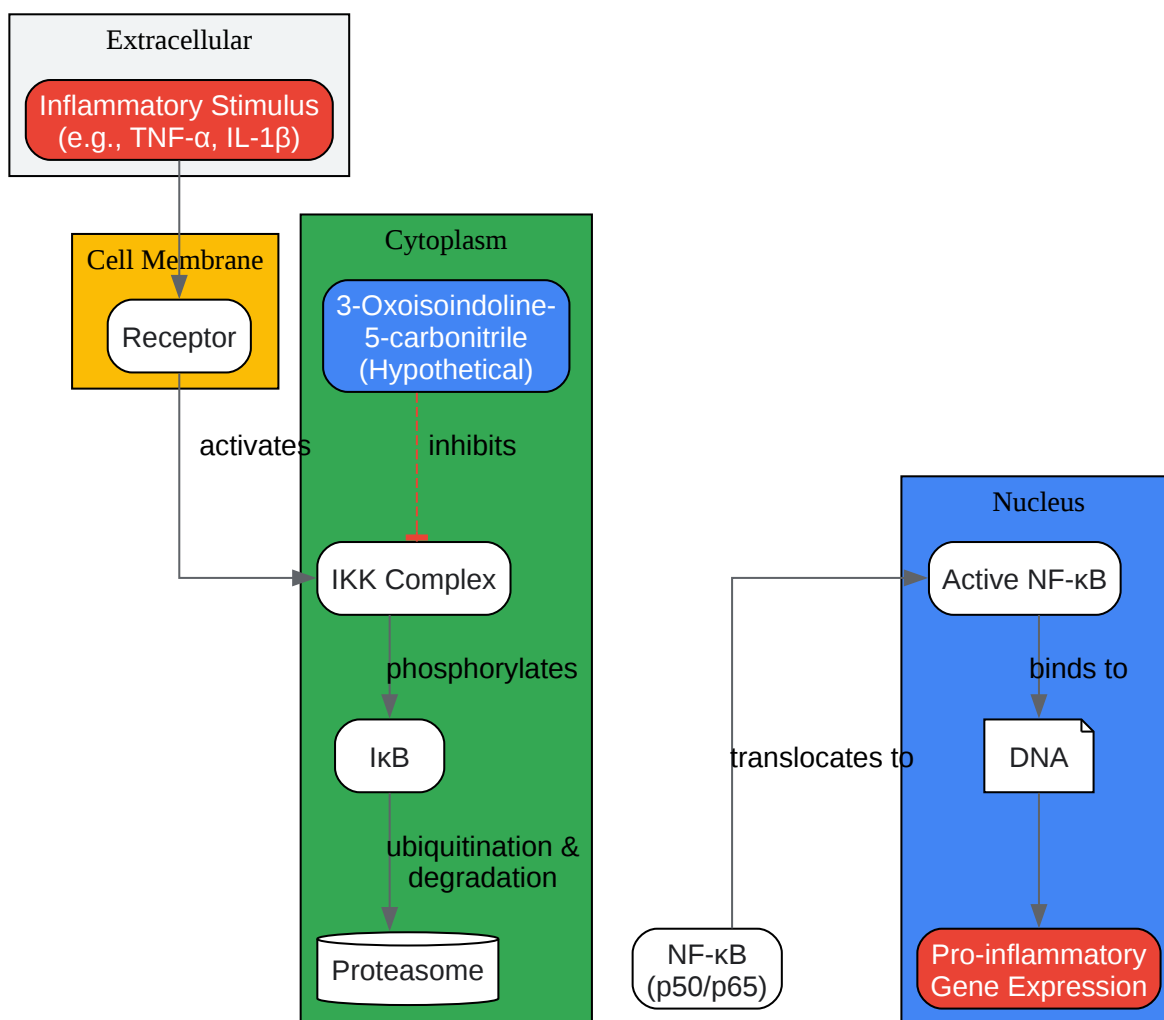 Extracellular
Inflammatory Stimulus
(e.g., TNF-α, IL-1β)
Cell Membrane
Receptor
activates
Cytoplasm
3-Oxoisoindoline-
5-carbonitrile
(Hypothetical)
inhibits
IKK Complex
phosphorylates
IκB
ubiquitination &
degradation
Proteasome
NF-κB
(p50/p65)
translocates to
Nucleus
Active NF-κB
binds to
DNA
Pro-inflammatory
Gene Expression